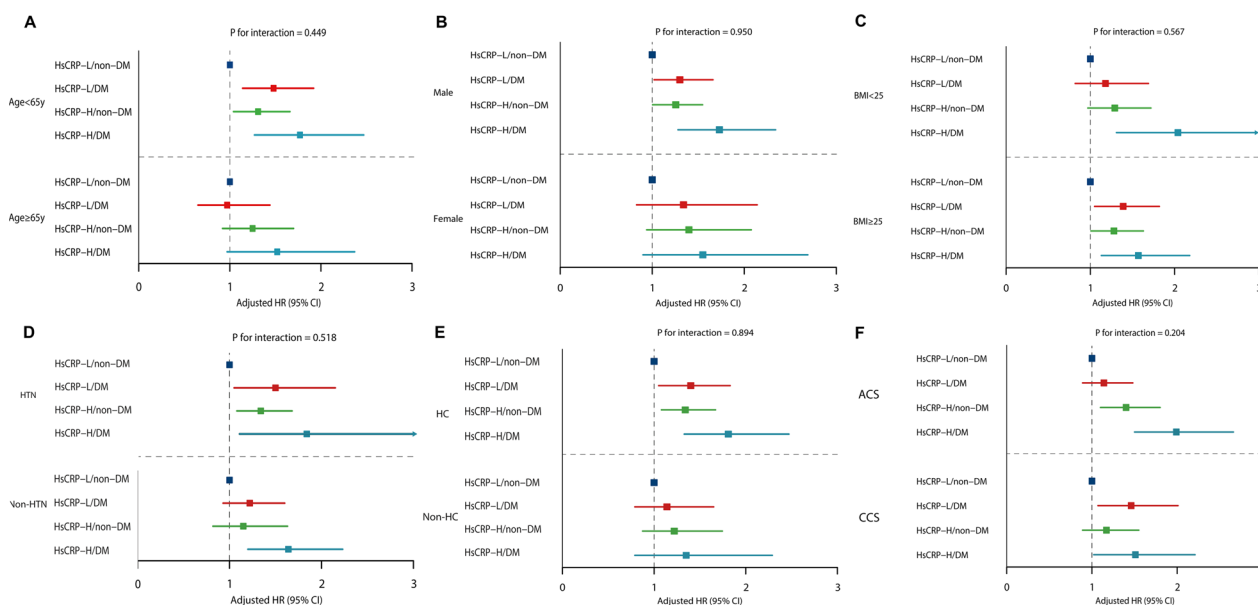 A
P for interaction = 0.449
HsCRP−L/non−DM
HsCRP−L/DM
Age<65y
HsCRP−H/non−DM
HsCRP−H/DM
HsCRP−L/non−DM
HsCRP−L/DM
Age≥65y
HsCRP−H/non−DM
HsCRP−H/DM
0 1 2 3
Adjusted HR (95% CI)
B
P for interaction = 0.950
HsCRP−L/non−DM
HsCRP−L/DM
Male
HsCRP−H/non−DM
HsCRP−H/DM
HsCRP−L/non−DM
HsCRP−L/DM
Female
HsCRP−H/non−DM
HsCRP−H/DM
0 1 2 3
Adjusted HR (95% CI)
C
P for interaction = 0.567
HsCRP−L/non−DM
HsCRP−L/DM
BMI<25
HsCRP−H/non−DM
HsCRP−H/DM
HsCRP−L/non−DM
HsCRP−L/DM
BMI≥25
HsCRP−H/non−DM
HsCRP−H/DM
0 1 2
Adjusted HR (95% CI)
D
P for interaction = 0.518
HsCRP−L/non−DM
HsCRP−L/DM
HTN
HsCRP−H/non−DM
HsCRP−H/DM
HsCRP−L/non−DM
Non−HTN
HsCRP−L/DM
HsCRP−H/non−DM
HsCRP−H/DM
0 1 2 3
Adjusted HR (95% CI)
E
P for interaction = 0.894
HsCRP−L/non−DM
HsCRP−L/DM
HC
HsCRP−H/non−DM
HsCRP−H/DM
HsCRP−L/non−DM
HsCRP−L/DM
Non-HC
HsCRP−H/non−DM
HsCRP−H/DM
0 1 2 3
Adjusted HR (95% CI)
F
P for interaction = 0.204
HsCRP−L/non−DM
HsCRP−L/DM
ACS
HsCRP−H/non−DM
HsCRP−H/DM
HsCRP−L/non−DM
HsCRP−L/DM
CCS
HsCRP−H/non−DM
HsCRP−H/DM
0 1 2
Adjusted HR (95% CI)